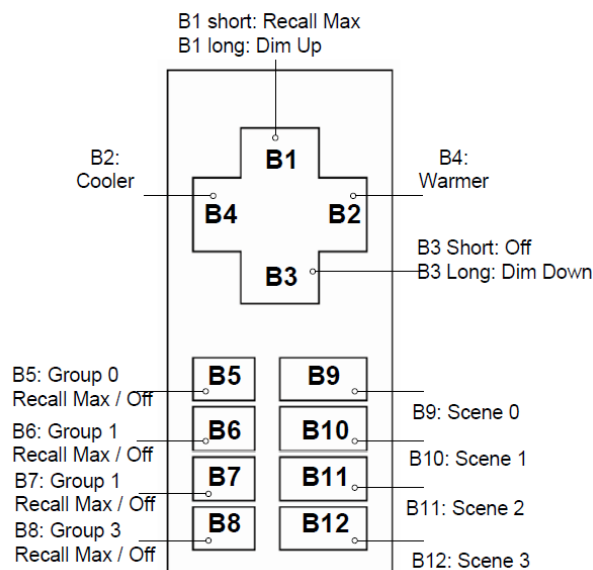 B1 short: Recall Max
B1 long: Dim Up
B2:
Cooler
B1
B4:
Warmer
B4
B2
B3
B3 Short: Off
B3 Long: Dim Down
B5: Group 0
Recall Max / Off
B5
B9
B9: Scene 0
B6: Group 1
Recall Max / Off
B6
B10
B10: Scene 1
B7: Group 1
Recall Max / Off
B7
B11
B11: Scene 2
B8: Group 3
Recall Max / Off
B8
B12
B12: Scene 3